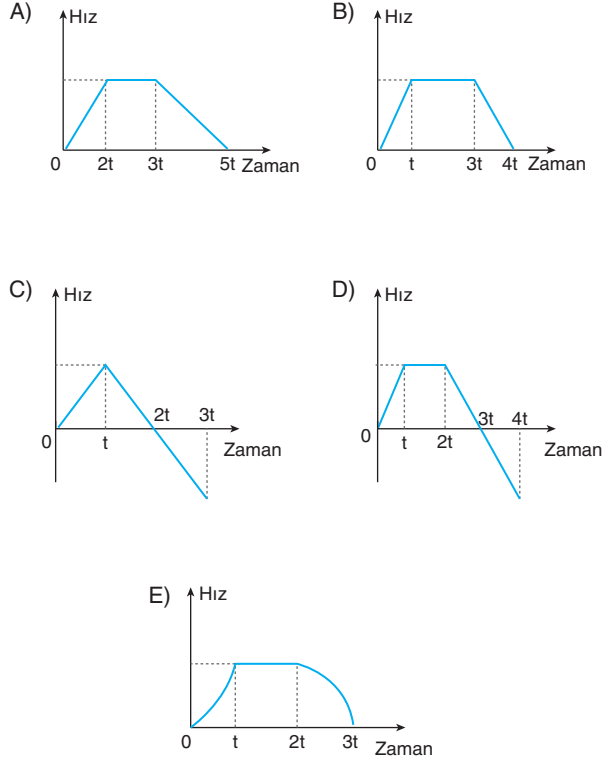 A) Hız
0 2t 3t 5t Zaman
B) Hız
0 t 3t 4t Zaman
C) Hız
0 t 2t 3t Zaman
D) Hız
0 t 2t 3t 4t Zaman
E) Hız
0 t 2t 3t Zaman